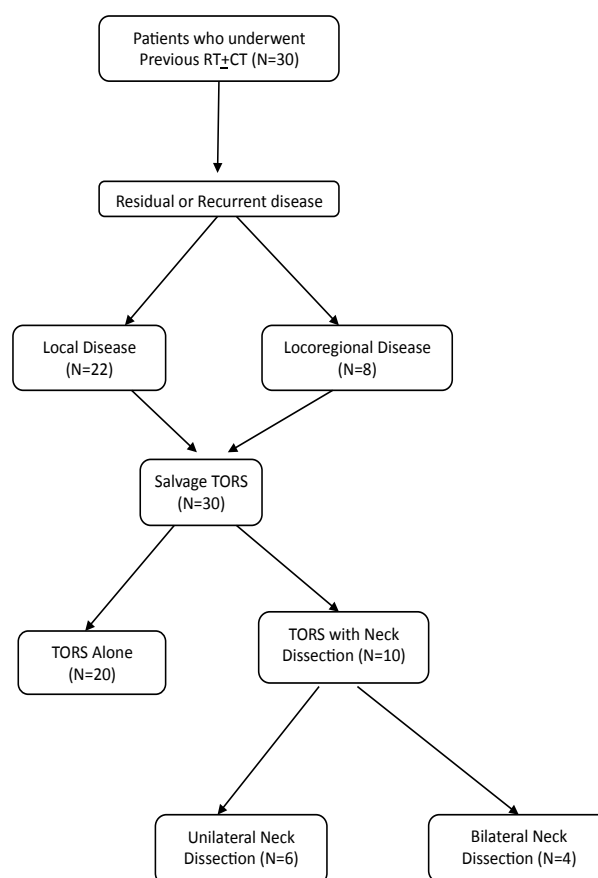 Patients who underwent
Previous RT±CT (N=30)
Residual or Recurrent disease
Local Disease
(N=22)
Locoregional Disease
(N=8)
Salvage TORS
(N=30)
TORS Alone
(N=20)
TORS with Neck
Dissection (N=10)
Unilateral Neck
Dissection (N=6)
Bilateral Neck
Dissection (N=4)